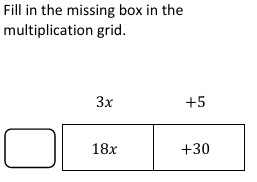 Fill in the missing box in the
multiplication grid.
3x +5
18x +30